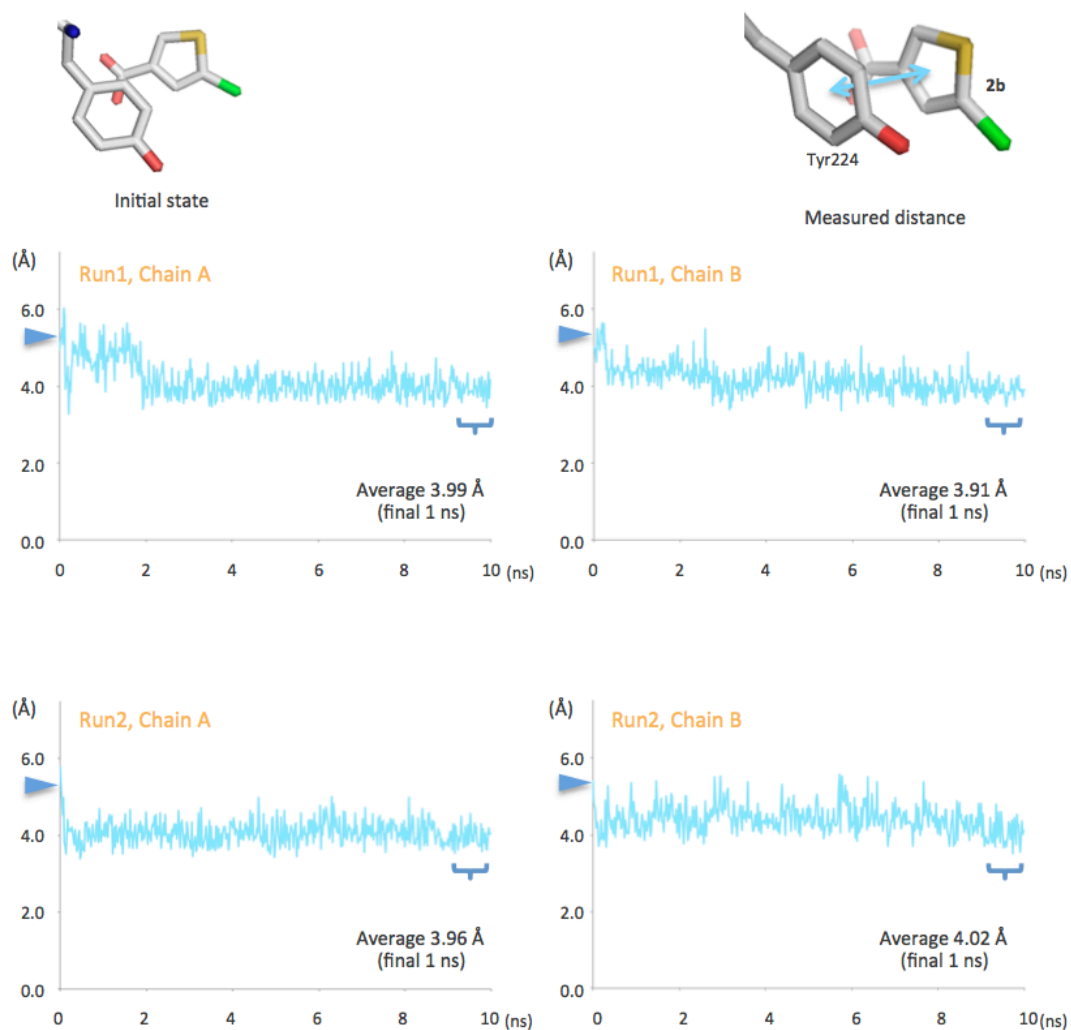 2b
Tyr224
Initial state
Measured distance
(Å)
Run1, Chain A
6.0
4.0
2.0
0.0
Average 3.99 Å
(final 1 ns)
0 2 4 6 8 10 (ns)
(Å)
Run1, Chain B
6.0
4.0
2.0
0.0
Average 3.91 Å
(final 1 ns)
0 2 4 6 8 10 (ns)
(Å)
Run2, Chain A
6.0
4.0
2.0
0.0
Average 3.96 Å
(final 1 ns)
0 2 4 6 8 10 (ns)
(Å)
Run2, Chain B
6.0
4.0
2.0
0.0
Average 4.02 Å
(final 1 ns)
0 2 4 6 8 10 (ns)